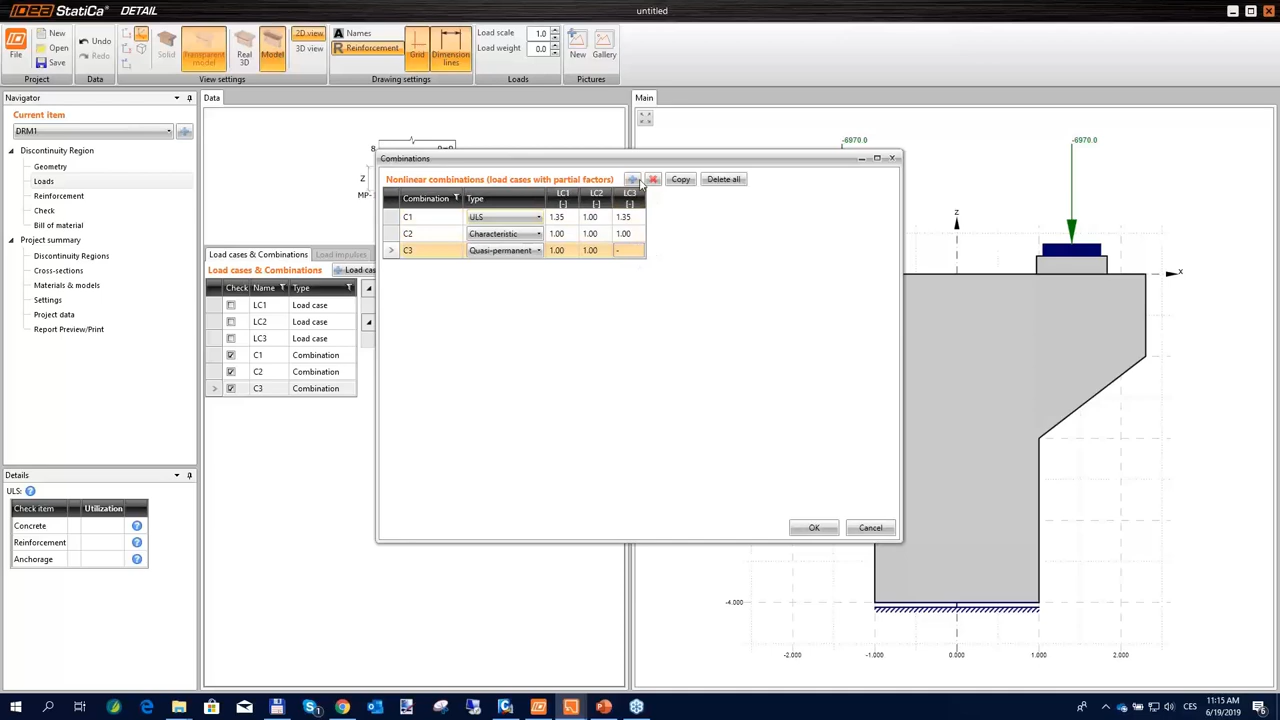 IDEA StatiCa® DETAIL
untitled
File
New
Open
Save
Project
Undo
Redo
Data
Solid
Transparent model
Real 3D
Model
2D view
3D view
View settings
Names
Reinforcement
Grid
Dimension lines
Drawing settings
Load scale 1.0
Load weight 0.0
Loads
New
Gallery
Pictures
Navigator
Current item
DRM1
Discontinuity Region
Geometry
Loads
Reinforcement
Check
Bill of material
Project summary
Discontinuity Regions
Cross-sections
Materials & models
Settings
Project data
Report Preview/Print
Details
ULS:
Check item Utilization
Concrete
Reinforcement
Anchorage
Data
Z
Load cases & Combinations Load impulses
Load cases & Combinations Load cas
Check Name Type
LC1 Load case
LC2 Load case
LC3 Load case
C1 Combination
C2 Combination
C3 Combination
Combinations
Nonlinear combinations (load cases with partial factors) Copy Delete all
Combination Type LC1 [-] LC2 [-] LC3 [-]
C1 ULS 1.35 1.00 1.35
C2 Characteristic 1.00 1.00 1.00
C3 Quasi-permanent 1.00 1.00 -
OK Cancel
Main
-6970.0 -6970.0
z
x
-4.000
-2.000 -1.000 0.000 1.000 2.000
11:15 AM
CES
6/19/2019